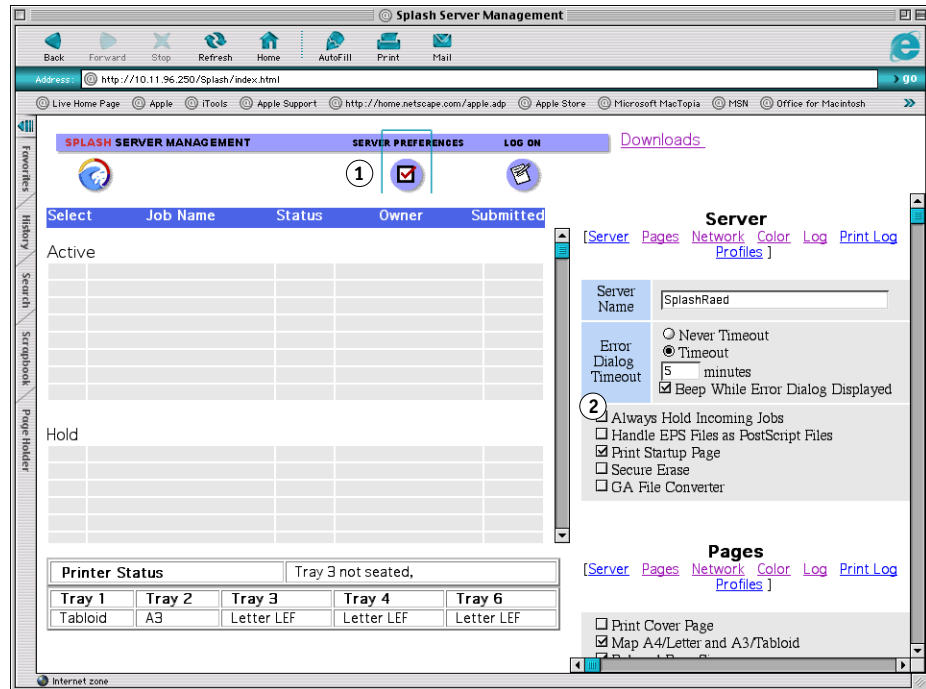 Splash Server Management
Back Forward Stop Refresh Home AutoFill Print Mail
Address: http://10.11.96.250/Splash/index.html go
Live Home Page Apple iTools Apple Support http://home.netscape.com/apple.adp Apple Store Microsoft MacTopia MSN Office for Macintosh
Favorites
History
Search
Scrapbook
Page Holder
SPLASH SERVER MANAGEMENT SERVER PREFERENCES LOG ON Downloads
1
Select Job Name Status Owner Submitted
Active
Hold
Printer Status Tray 3 not seated,
Tray 1 Tray 2 Tray 3 Tray 4 Tray 6
Tabloid A3 Letter LEF Letter LEF Letter LEF
Server
[Server Pages Network Color Log Print Log
Profiles ]
Server Name SplashRaed
Error Dialog Timeout
Never Timeout
Timeout
5 minutes
Beep While Error Dialog Displayed
2
Always Hold Incoming Jobs
Handle EPS Files as PostScript Files
Print Startup Page
Secure Erase
GA File Converter
Pages
[Server Pages Network Color Log Print Log
Profiles ]
Print Cover Page
Map A4/Letter and A3/Tabloid
Internet zone